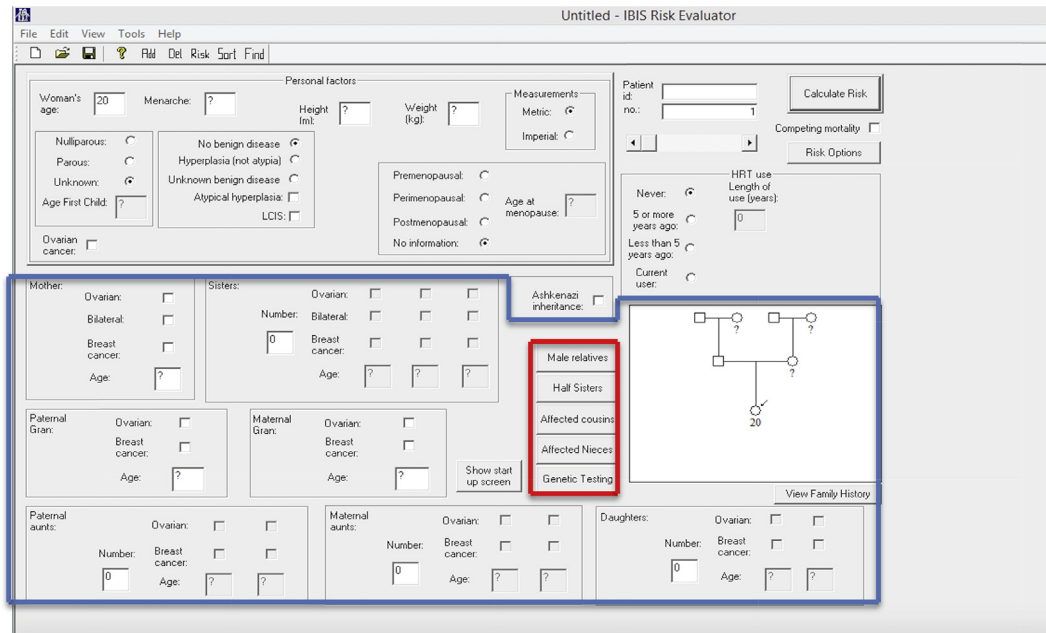 Untitled - IBIS Risk Evaluator
File Edit View Tools Help
Add Del Risk Sort Find
Personal factors
Woman's
age:
20
Menarche:
?
Height
(m):
?
Weight
(kg):
?
Measurements
Metric:
Imperial:
Nulliparous:
Parous:
Unknown:
Age First Child:
?
No benign disease
Hyperplasia (not atypia)
Unknown benign disease
Atypical hyperplasia:
LCIS:
Premenopausal:
Perimenopausal:
Postmenopausal:
No information:
Age at
menopause:
?
Ovarian
cancer:
Patient
id:
no.:
1
Calculate Risk
Competing mortality
Risk Options
HRT use
Never:
Length of
use (years):
0
5 or more
years ago:
Less than 5
years ago:
Current
user:
Mother:
Ovarian:
Bilateral:
Breast
cancer:
Age:
?
Sisters:
Number:
0
Ovarian:
Bilateral:
Breast
cancer:
Age:
? ? ?
Ashkenazi
inheritance:
Male relatives
Half Sisters
Affected cousins
Affected Nieces
Genetic Testing
? ?
?
20
Paternal
Gran:
Ovarian:
Breast
cancer:
Age:
?
Maternal
Gran:
Ovarian:
Breast
cancer:
Age:
?
Show start
up screen
View Family History
Paternal
aunts:
Number:
0
Ovarian:
Breast
cancer:
Age:
? ?
Maternal
aunts:
Number:
0
Ovarian:
Breast
cancer:
Age:
? ?
Daughters:
Number:
0
Ovarian:
Breast
cancer:
Age:
? ?